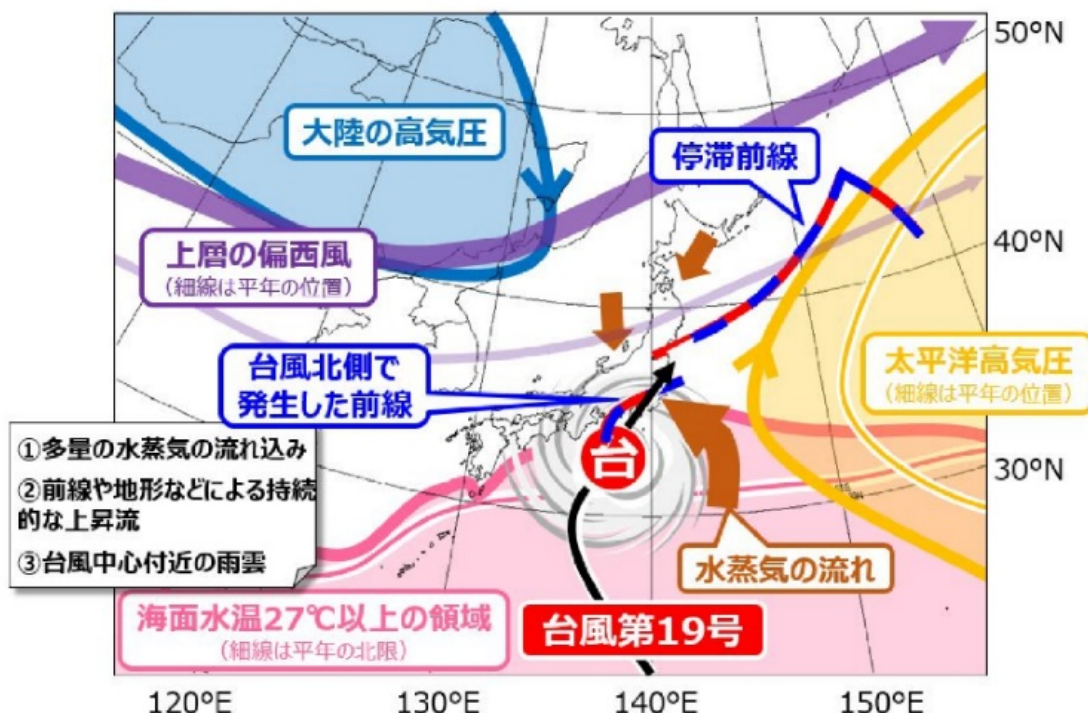 50°N
大陸の高気圧
停滞前線
40°N
上層の偏西風
（細線は平年の位置）
台風北側で
発生した前線
太平洋高気圧
（細線は平年の位置）
①多量の水蒸気の流れ込み
②前線や地形などによる持続
的な上昇流
③台風中心付近の雨雲
台
30°N
水蒸気の流れ
海面水温27℃以上の領域
（細線は平年の北限）
台風第19号
120°E
130°E
140°E
150°E